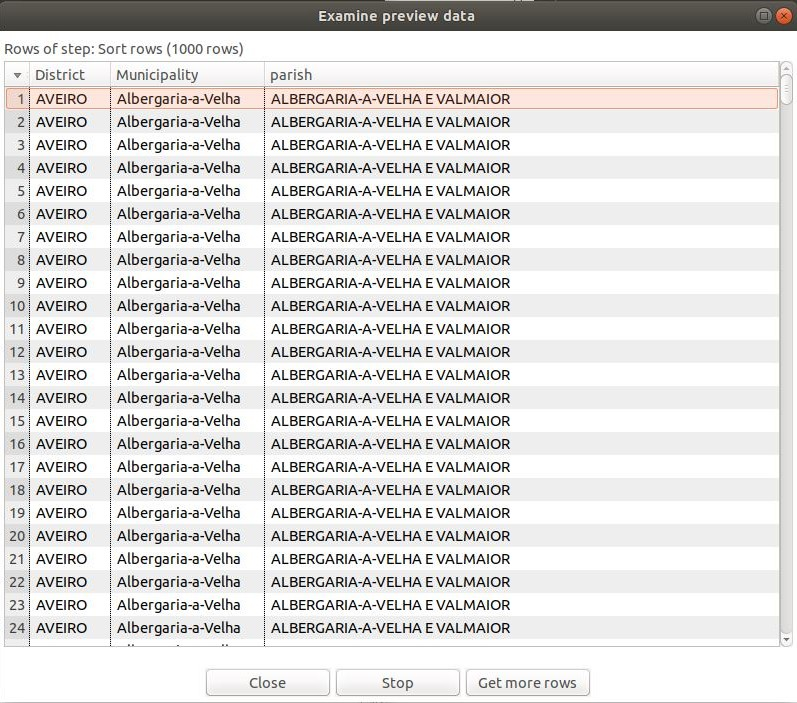 Examine preview data
Rows of step: Sort rows (1000 rows)
District Municipality parish
1 AVEIRO Albergaria-a-Velha ALBERGARIA-A-VELHA E VALMAIOR
2 AVEIRO Albergaria-a-Velha ALBERGARIA-A-VELHA E VALMAIOR
3 AVEIRO Albergaria-a-Velha ALBERGARIA-A-VELHA E VALMAIOR
4 AVEIRO Albergaria-a-Velha ALBERGARIA-A-VELHA E VALMAIOR
5 AVEIRO Albergaria-a-Velha ALBERGARIA-A-VELHA E VALMAIOR
6 AVEIRO Albergaria-a-Velha ALBERGARIA-A-VELHA E VALMAIOR
7 AVEIRO Albergaria-a-Velha ALBERGARIA-A-VELHA E VALMAIOR
8 AVEIRO Albergaria-a-Velha ALBERGARIA-A-VELHA E VALMAIOR
9 AVEIRO Albergaria-a-Velha ALBERGARIA-A-VELHA E VALMAIOR
10 AVEIRO Albergaria-a-Velha ALBERGARIA-A-VELHA E VALMAIOR
11 AVEIRO Albergaria-a-Velha ALBERGARIA-A-VELHA E VALMAIOR
12 AVEIRO Albergaria-a-Velha ALBERGARIA-A-VELHA E VALMAIOR
13 AVEIRO Albergaria-a-Velha ALBERGARIA-A-VELHA E VALMAIOR
14 AVEIRO Albergaria-a-Velha ALBERGARIA-A-VELHA E VALMAIOR
15 AVEIRO Albergaria-a-Velha ALBERGARIA-A-VELHA E VALMAIOR
16 AVEIRO Albergaria-a-Velha ALBERGARIA-A-VELHA E VALMAIOR
17 AVEIRO Albergaria-a-Velha ALBERGARIA-A-VELHA E VALMAIOR
18 AVEIRO Albergaria-a-Velha ALBERGARIA-A-VELHA E VALMAIOR
19 AVEIRO Albergaria-a-Velha ALBERGARIA-A-VELHA E VALMAIOR
20 AVEIRO Albergaria-a-Velha ALBERGARIA-A-VELHA E VALMAIOR
21 AVEIRO Albergaria-a-Velha ALBERGARIA-A-VELHA E VALMAIOR
22 AVEIRO Albergaria-a-Velha ALBERGARIA-A-VELHA E VALMAIOR
23 AVEIRO Albergaria-a-Velha ALBERGARIA-A-VELHA E VALMAIOR
24 AVEIRO Albergaria-a-Velha ALBERGARIA-A-VELHA E VALMAIOR
Close Stop Get more rows